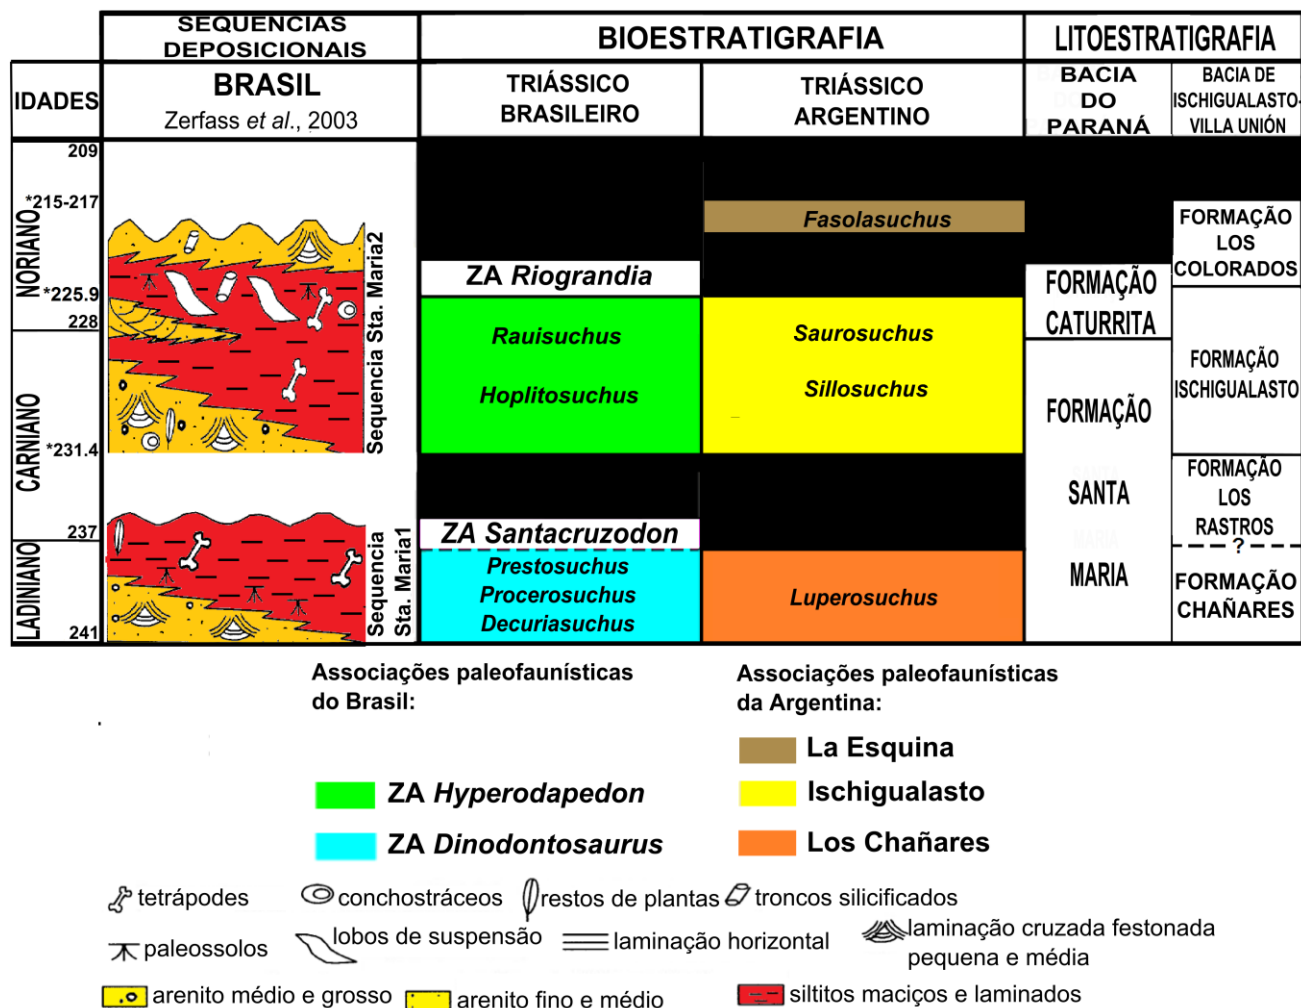 SEQUENCIAS
DEPOSICIONAIS
BIOESTRATIGRAFIA
LITOESTRATIGRAFIA
IDADES
BRASIL
Zerfass et al., 2003
TRIÁSSICO
BRASILEIRO
TRIÁSSICO
ARGENTINO
BACIA
DO
PARANÁ
BACIA DE
ISCHIGUALASTO-
VILLA UNIÓN
209
*215-217
NORIANO
*225.9
228
CARNIANO
*231.4
237
LADINIANO
241
Sequencia Sta. Maria2
Sequencia
Sta. Maria1
ZA Riograndia
Rauisuchus
Hoplitosuchus
ZA Santacruzodon
Prestosuchus
Procerosuchus
Decuriasuchus
Fasolasuchus
Saurosuchus
Sillosuchus
Luperosuchus
FORMAÇÃO
CATURRITA
FORMAÇÃO
SANTA
MARIA
FORMAÇÃO
LOS
COLORADOS
FORMAÇÃO
ISCHIGUALASTO
FORMAÇÃO
LOS
RASTROS
?
FORMAÇÃO
CHAÑARES
Associações paleofaunísticas
do Brasil:
ZA Hyperodapedon
ZA Dinodontosaurus
Associações paleofaunísticas
da Argentina:
La Esquina
Ischigualasto
Los Chañares
tetrápodes
conchostráceos
restos de plantas
troncos silicificados
paleossolos
lobos de suspensão
laminação horizontal
laminação cruzada festonada
pequena e média
arenito médio e grosso
arenito fino e médio
siltitos maciços e laminados